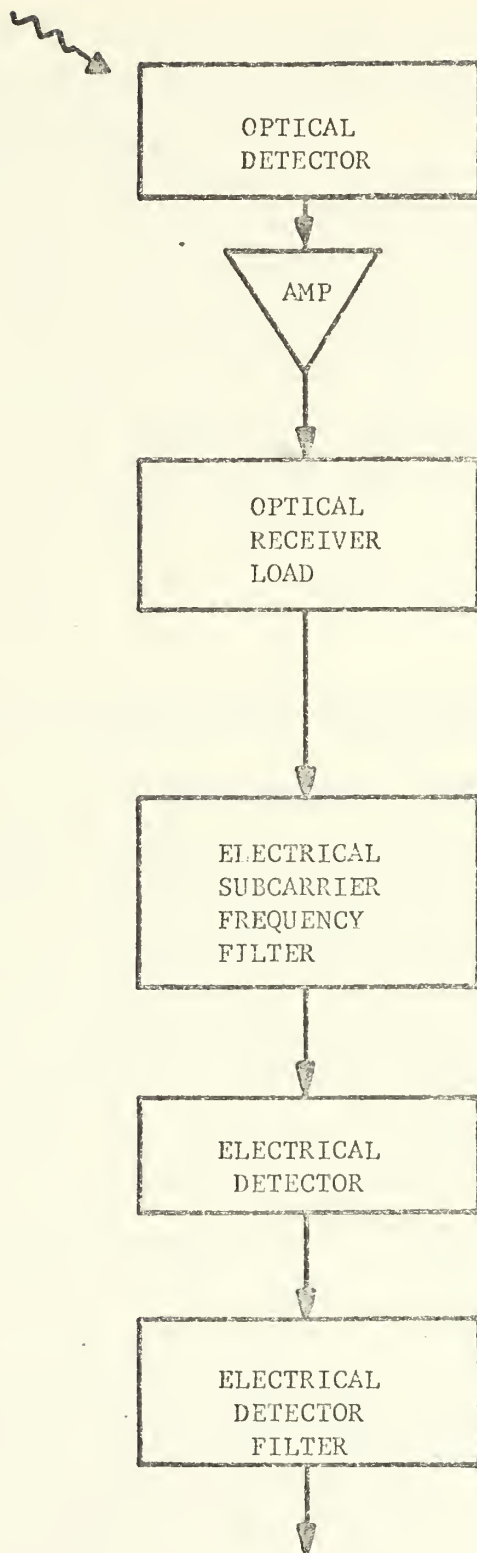 OPTICAL
DETECTOR
AMP
OPTICAL
RECEIVER
LOAD
ELECTRICAL
SUBCARRIER
FREQUENCY
FILTER
ELECTRICAL
DETECTOR
ELECTRICAL
DETECTOR
FILTER